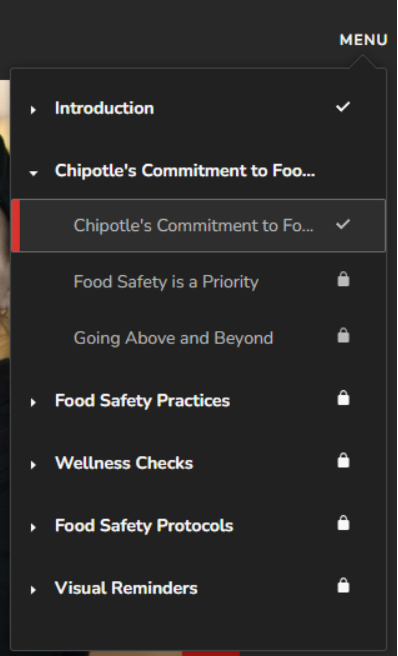 MENU
Introduction
Chipotle's Commitment to Foo...
Chipotle's Commitment to Fo...
Food Safety is a Priority
Going Above and Beyond
Food Safety Practices
Wellness Checks
Food Safety Protocols
Visual Reminders